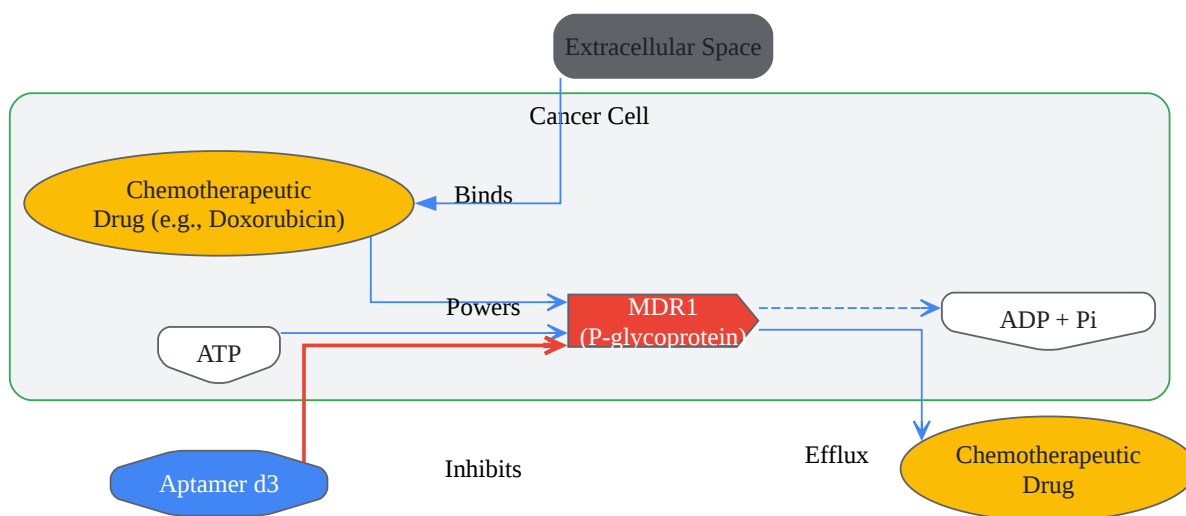 Extracellular Space
Cancer Cell
Chemotherapeutic
Drug (e.g., Doxorubicin)
Binds
Powers
MDR1
(P-glycoprotein)
ADP + Pi
ATP
Efflux
Chemotherapeutic
Drug
Inhibits
Aptamer d3